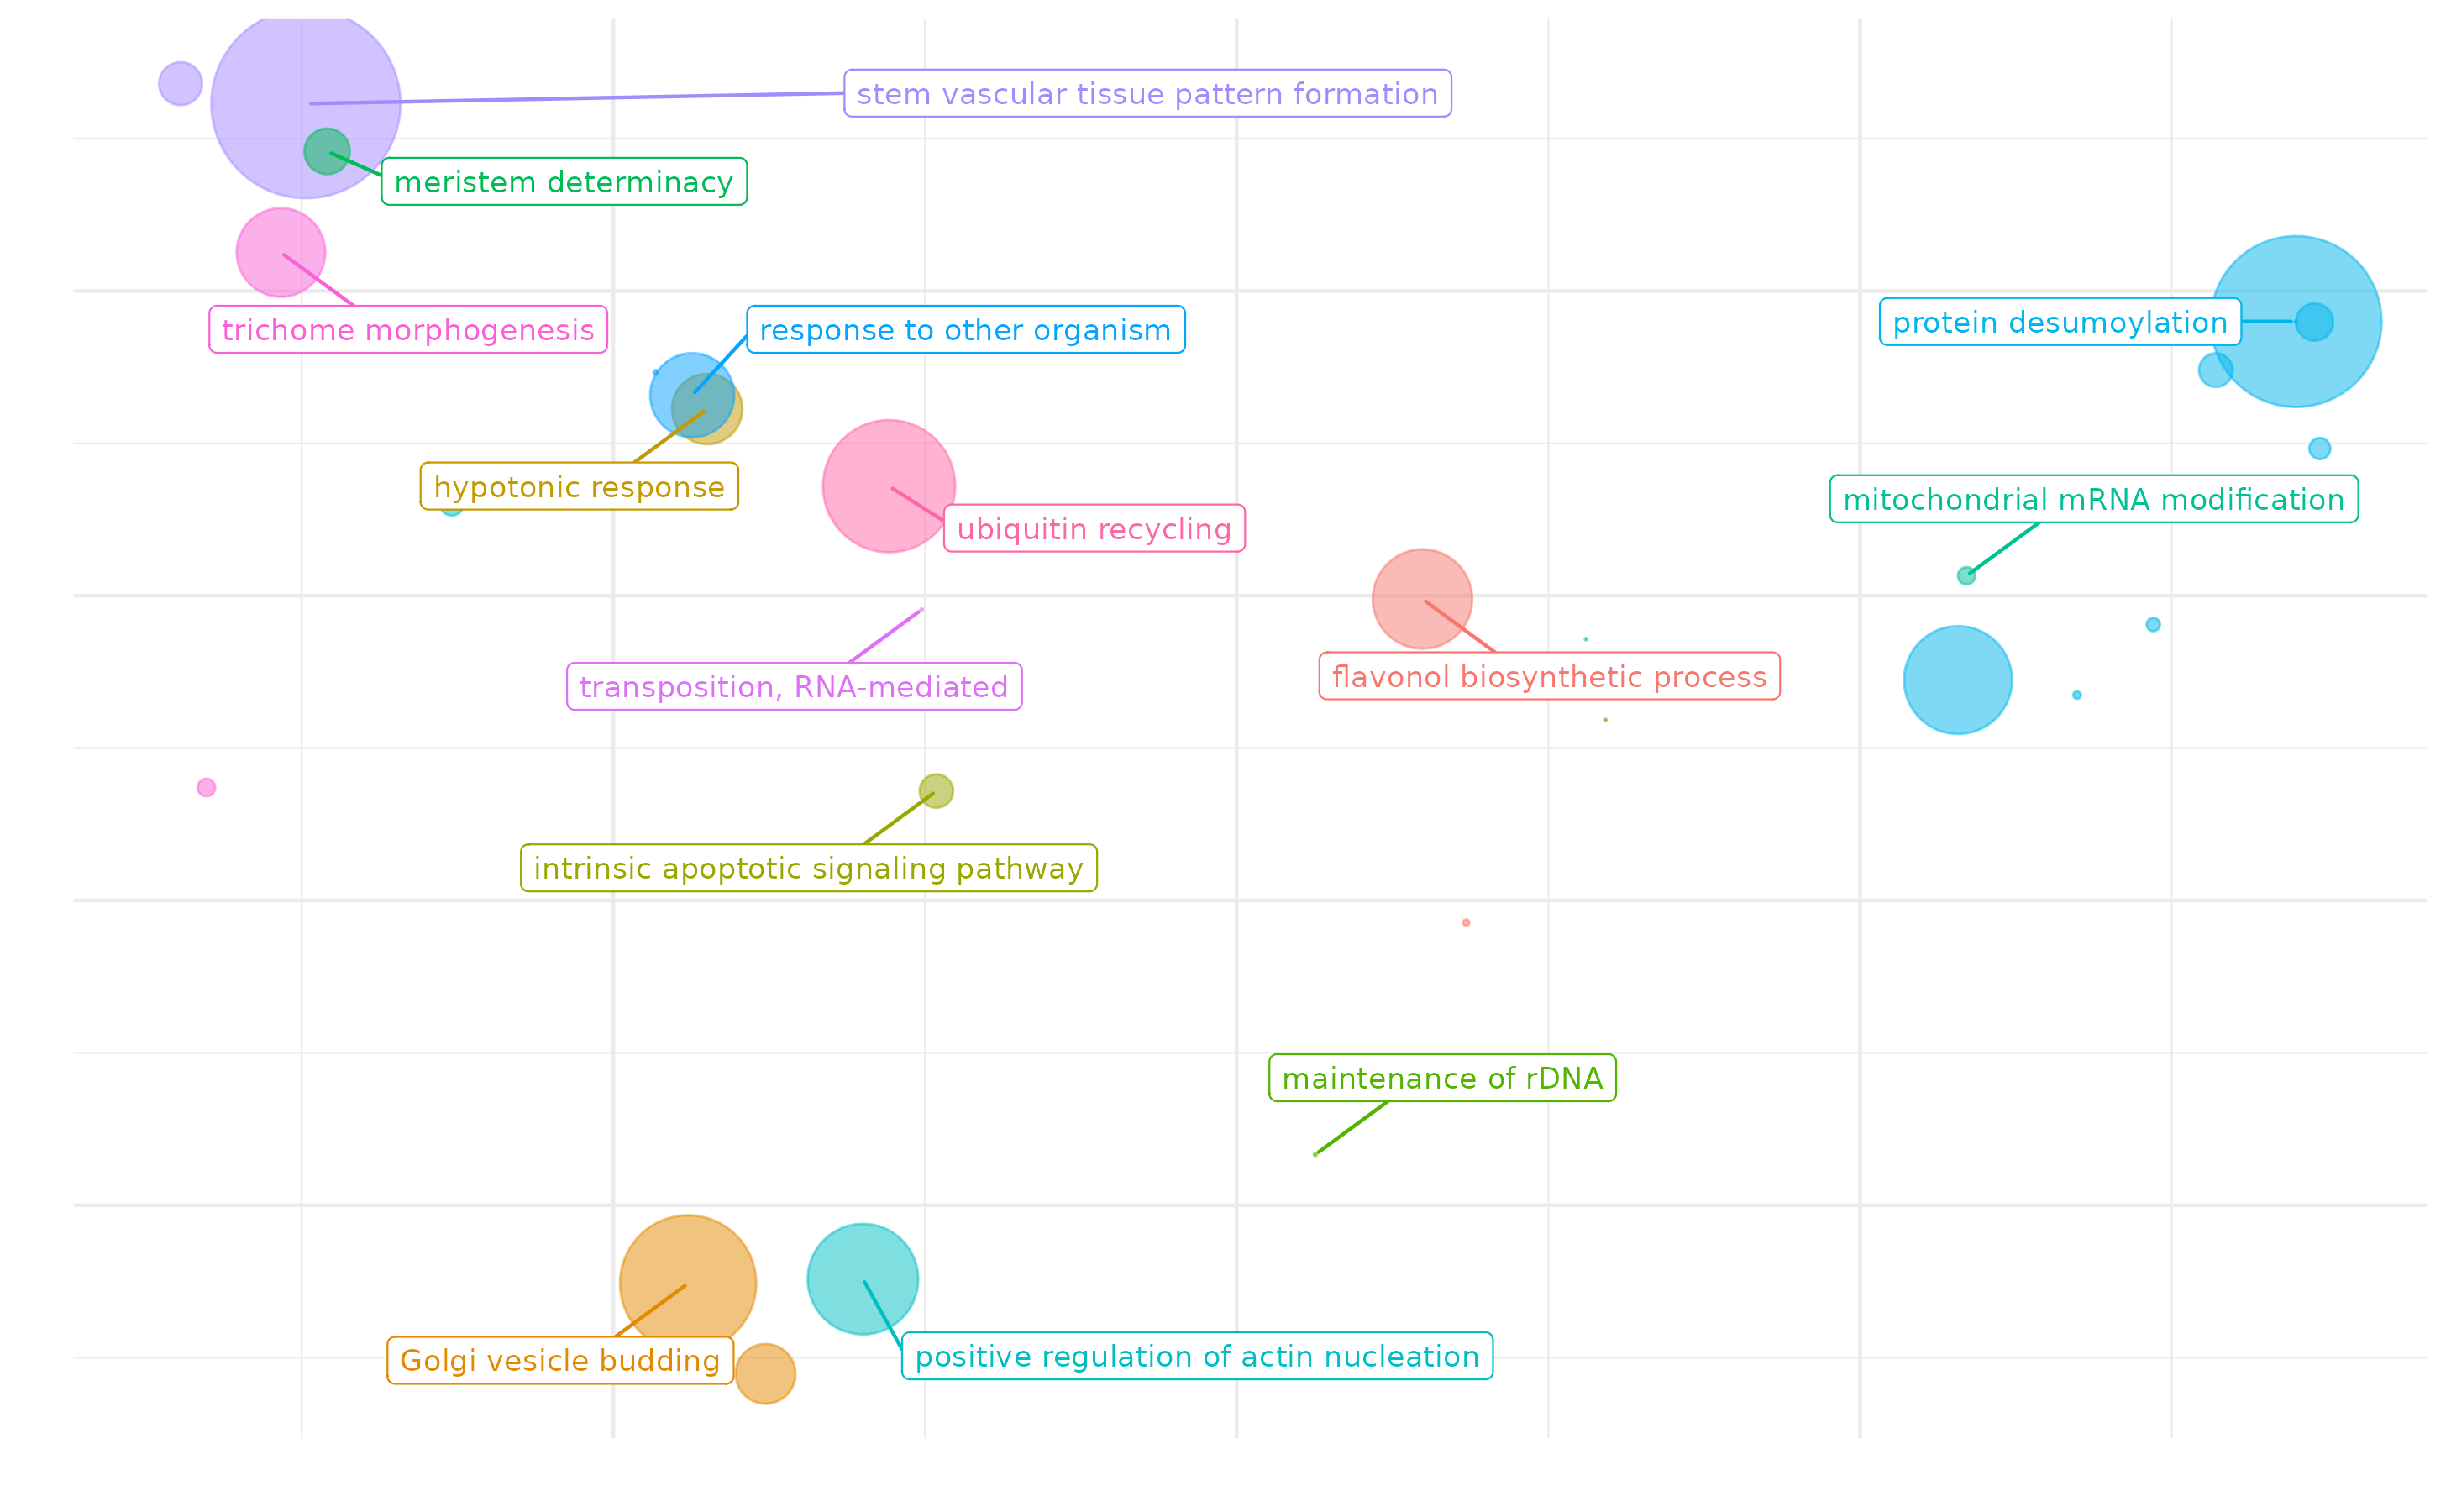 stem vascular tissue pattern formation
meristem determinacy
trichome morphogenesis
response to other organism
protein desumoylation
hypotonic response
mitochondrial mRNA modification
ubiquitin recycling
flavonol biosynthetic process
transposition, RNA-mediated
intrinsic apoptotic signaling pathway
maintenance of rDNA
Golgi vesicle budding
positive regulation of actin nucleation